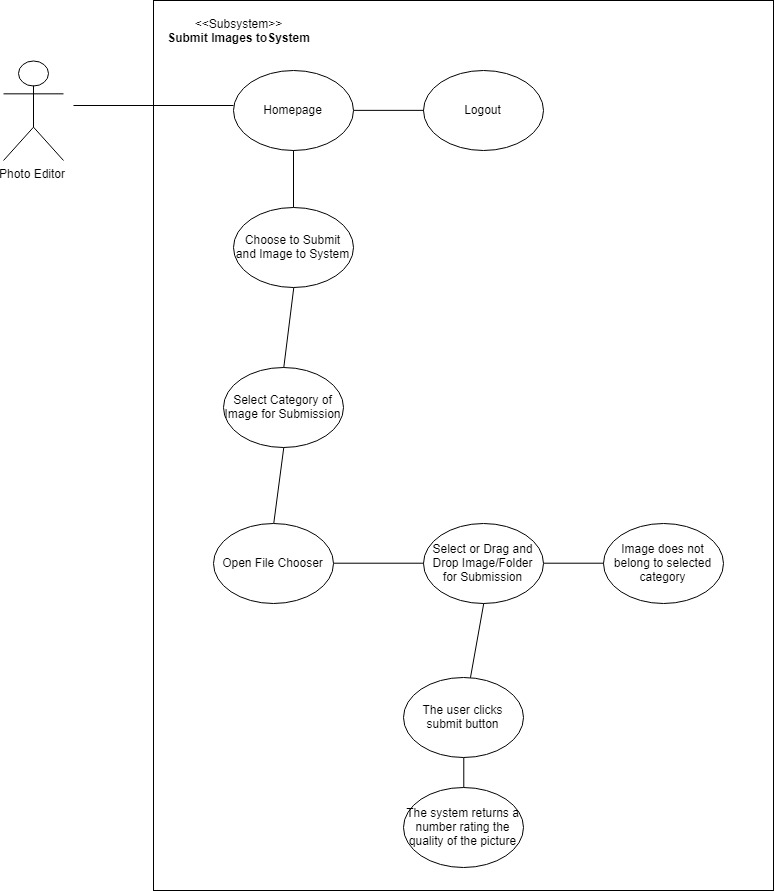 <<Subsystem>>
Submit Images to System
Photo Editor
Homepage
Logout
Choose to Submit
and Image to System
Select Category of
Image for Submission
Open File Chooser
Select or Drag and
Drop Image/Folder
for Submission
Image does not
belong to selected
category
The user clicks
submit button
The system returns a
number rating the
quality of the picture